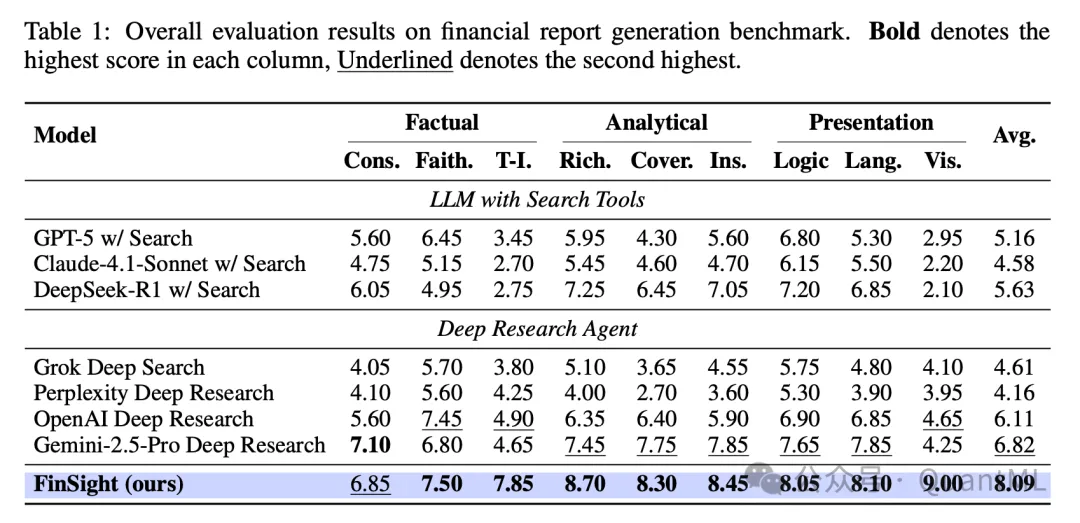 Table 1: Overall evaluation results on financial report generation benchmark. Bold denotes the
highest score in each column, Underlined denotes the second highest.
Model Factual Analytical Presentation Avg.
Cons. Faith. T-I. Rich. Cover. Ins. Logic Lang. Vis.
LLM with Search Tools
GPT-5 w/ Search 5.60 6.45 3.45 5.95 4.30 5.60 6.80 5.30 2.95 5.16
Claude-4.1-Sonnet w/ Search 4.75 5.15 2.70 5.45 4.60 4.70 6.15 5.50 2.20 4.58
DeepSeek-R1 w/ Search 6.05 4.95 2.75 7.25 6.45 7.05 7.20 6.85 2.10 5.63
Deep Research Agent
Grok Deep Search 4.05 5.70 3.80 5.10 3.65 4.55 5.75 4.80 4.10 4.61
Perplexity Deep Research 4.10 5.60 4.25 4.00 2.70 3.60 5.30 3.90 3.95 4.16
OpenAI Deep Research 5.60 7.45 4.90 6.35 6.40 5.90 6.90 6.85 4.65 6.11
Gemini-2.5-Pro Deep Research 7.10 6.80 4.65 7.45 7.75 7.85 7.65 7.85 4.25 6.82
FinSight (ours) 6.85 7.50 7.85 8.70 8.30 8.45 8.05 8.10 9.00 8.09
公众号 · QuantML